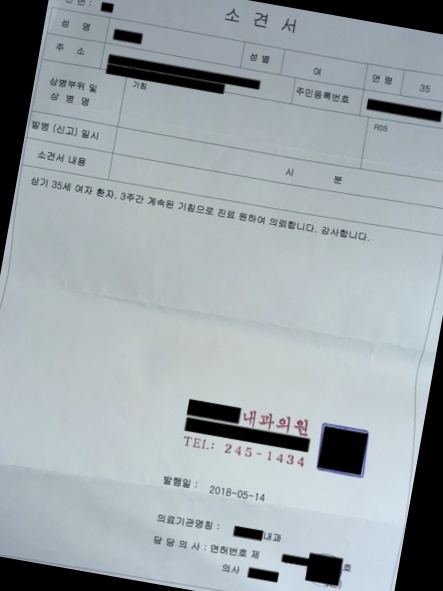 소 견 서
성 명 성 별 여 연 령 35
주 소 주민등록번호
상병부위 및
상 병 명 기침 R05
발병 (신고) 일시 시 분
소견서 내용
상기 35세 여자 환자, 3주간 계속된 기침으로 진료 원하여 의뢰합니다. 감사합니다.
내과의원
TEL: 245-1434
발행일 : 2018-05-14
의료기관명칭 : 내과
담 당 의 사 : 면허번호 제 호
의사